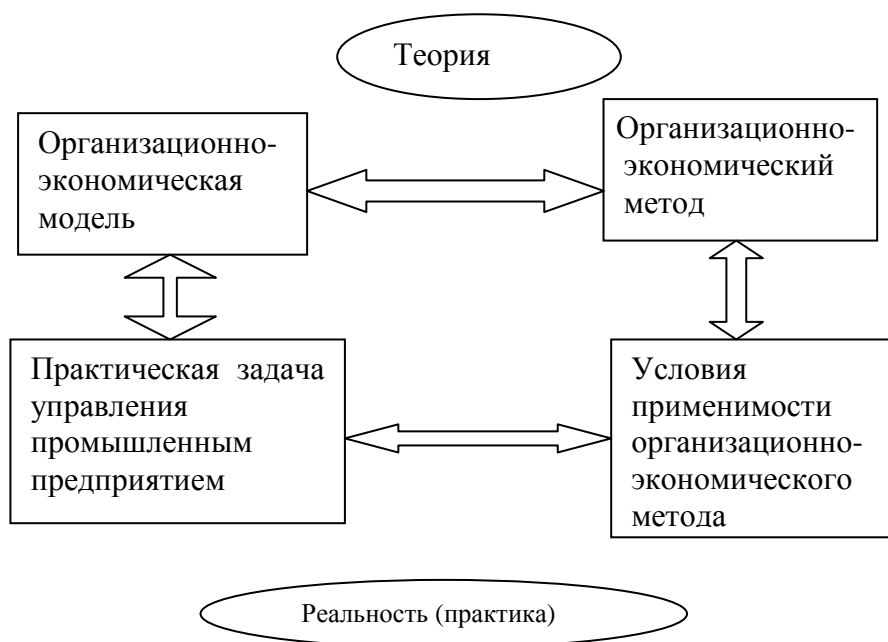 Теория
Организационно-
экономическая
модель
Организационно-
экономический
метод
Практическая задача
управления
промышленным
предприятием
Условия
применимости
организационно-
экономического
метода
Реальность (практика)